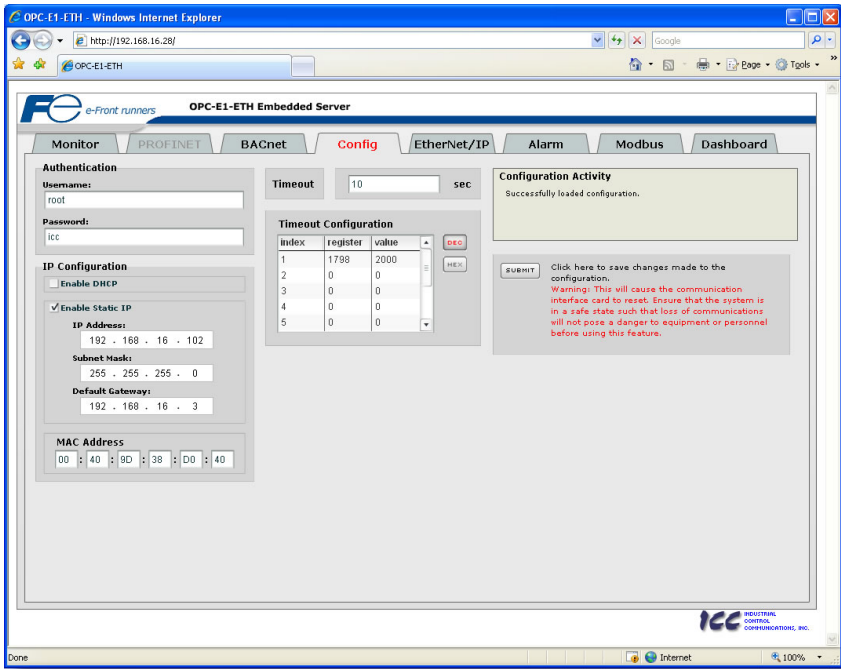 OPC-E1-ETH - Windows Internet Explorer
http://192.168.16.28/
Google
OPC-E1-ETH
Page
Tools
»
Fe e-Front runners
OPC-E1-ETH Embedded Server
Monitor PROFINET BACnet Config EtherNet/IP Alarm Modbus Dashboard
Authentication
Username:
root
Password:
icc
IP Configuration
Enable DHCP
Enable Static IP
IP Address:
192 . 168 . 16 . 102
Subnet Mask:
255 . 255 . 255 . 0
Default Gateway:
192 . 168 . 16 . 3
MAC Address
00 : 40 : 9D : 38 : D0 : 40
Timeout 10 sec
Timeout Configuration
index register value
1 1798 2000
2 0 0
3 0 0
4 0 0
5 0 0
DEC
HEX
Configuration Activity
Successfully loaded configuration.
SUBMIT
Click here to save changes made to the
configuration.
Warning: This will cause the communication
interface card to reset. Ensure that the system is
in a safe state such that loss of communications
will not pose a danger to equipment or personnel
before using this feature.
ICC INDUSTRIAL
CONTROL
COMMUNICATIONS, INC.
Done
Internet
100%